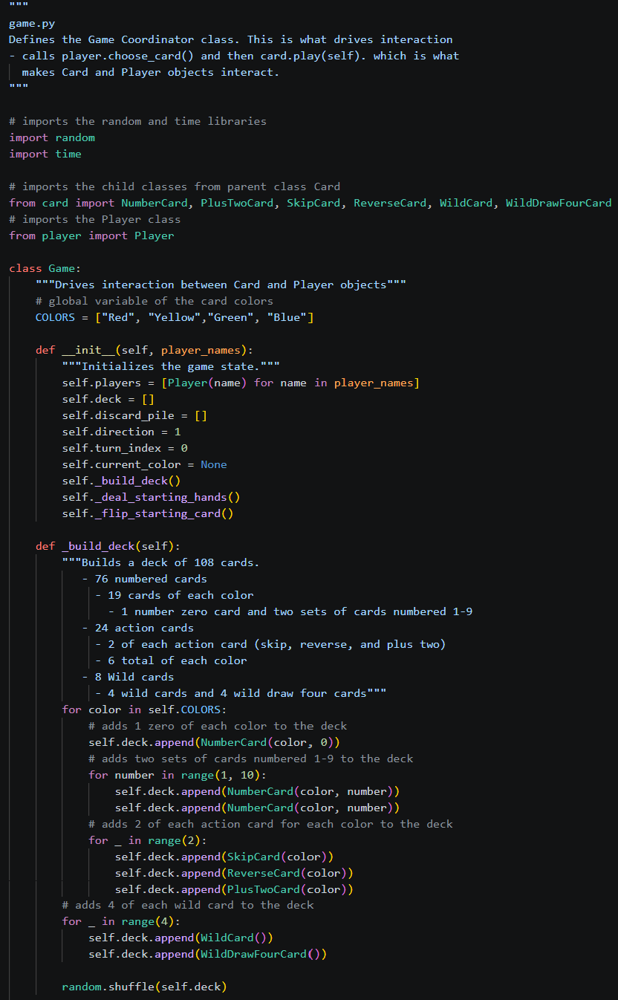 """
game.py
Defines the Game Coordinator class. This is what drives interaction
- calls player.choose_card() and then card.play(self). which is what
  makes Card and Player objects interact.
"""

# imports the random and time libraries
import random
import time

# imports the child classes from parent class Card
from card import NumberCard, PlusTwoCard, SkipCard, ReverseCard, WildCard, WildDrawFourCard
# imports the Player class
from player import Player

class Game:
    """Drives interaction between Card and Player objects"""
    # global variable of the card colors
    COLORS = ["Red", "Yellow","Green", "Blue"]

    def __init__(self, player_names):
        """Initializes the game state."""
        self.players = [Player(name) for name in player_names]
        self.deck = []
        self.discard_pile = []
        self.direction = 1
        self.turn_index = 0
        self.current_color = None
        self._build_deck()
        self._deal_starting_hands()
        self._flip_starting_card()

    def _build_deck(self):
        """Builds a deck of 108 cards.
           - 76 numbered cards
             - 19 cards of each color
               - 1 number zero card and two sets of cards numbered 1-9
           - 24 action cards
             - 2 of each action card (skip, reverse, and plus two)
             - 6 total of each color
           - 8 Wild cards
             - 4 wild cards and 4 wild draw four cards"""
        for color in self.COLORS:
            # adds 1 zero of each color to the deck
            self.deck.append(NumberCard(color, 0))
            # adds two sets of cards numbered 1-9 to the deck
            for number in range(1, 10):
                self.deck.append(NumberCard(color, number))
                self.deck.append(NumberCard(color, number))
            # adds 2 of each action card for each color to the deck
            for _ in range(2):
                self.deck.append(SkipCard(color))
                self.deck.append(ReverseCard(color))
                self.deck.append(PlusTwoCard(color))
        # adds 4 of each wild card to the deck
        for _ in range(4):
            self.deck.append(WildCard())
            self.deck.append(WildDrawFourCard())

        random.shuffle(self.deck)